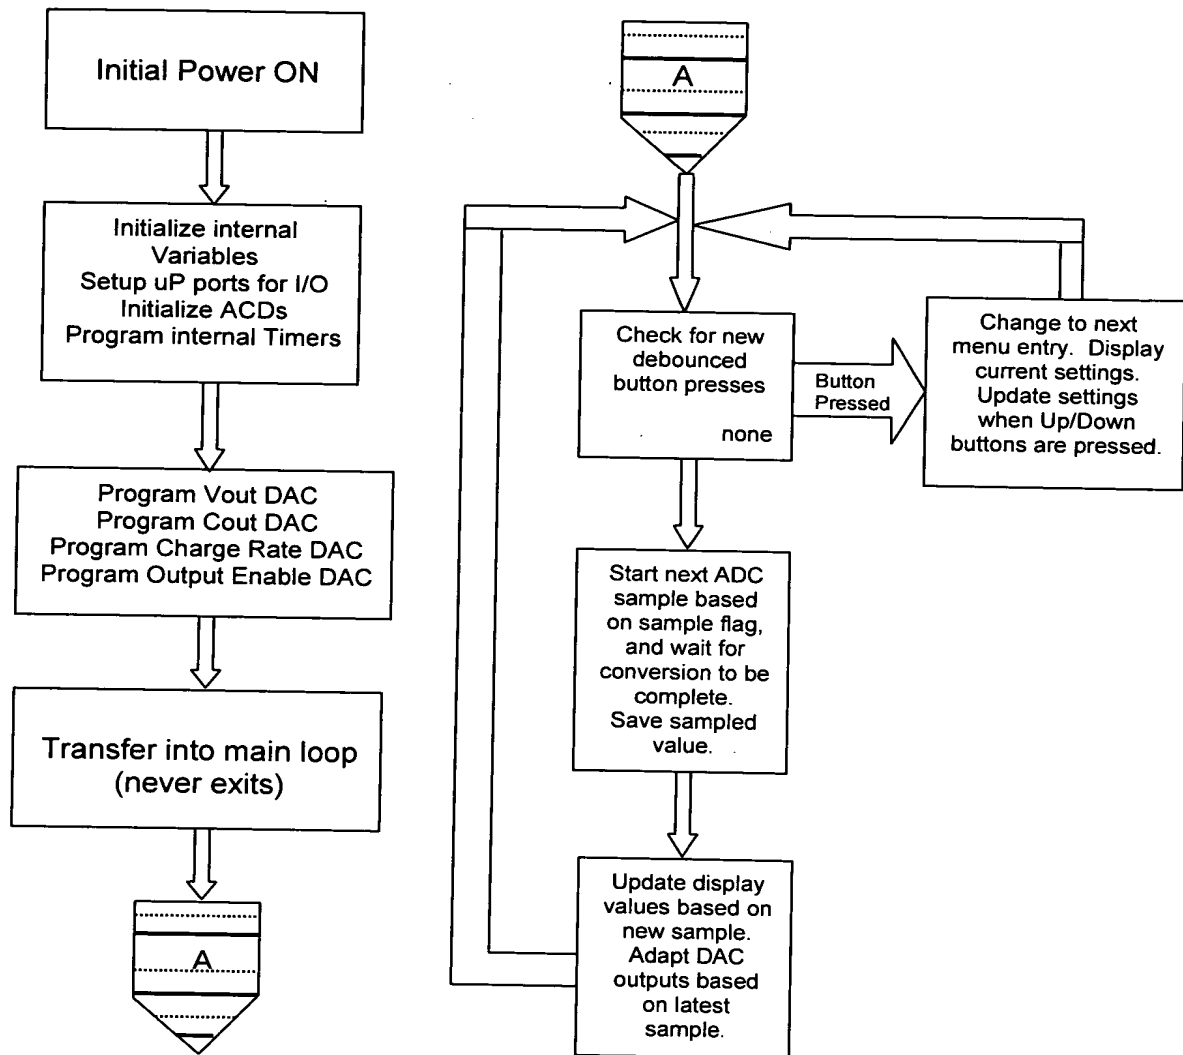 Initial Power ON
Initialize internal
Variables
Setup uP ports for I/O
Initialize ACDs
Program internal Timers
Program Vout DAC
Program Cout DAC
Program Charge Rate DAC
Program Output Enable DAC
Transfer into main loop
(never exits)
A
A
Check for new
debounced
button presses
none
Button
Pressed
Change to next
menu entry. Display
current settings.
Update settings
when Up/Down
buttons are pressed.
Start next ADC
sample based
on sample flag,
and wait for
conversion to be
complete.
Save sampled
value.
Update display
values based on
new sample.
Adapt DAC
outputs based
on latest
sample.